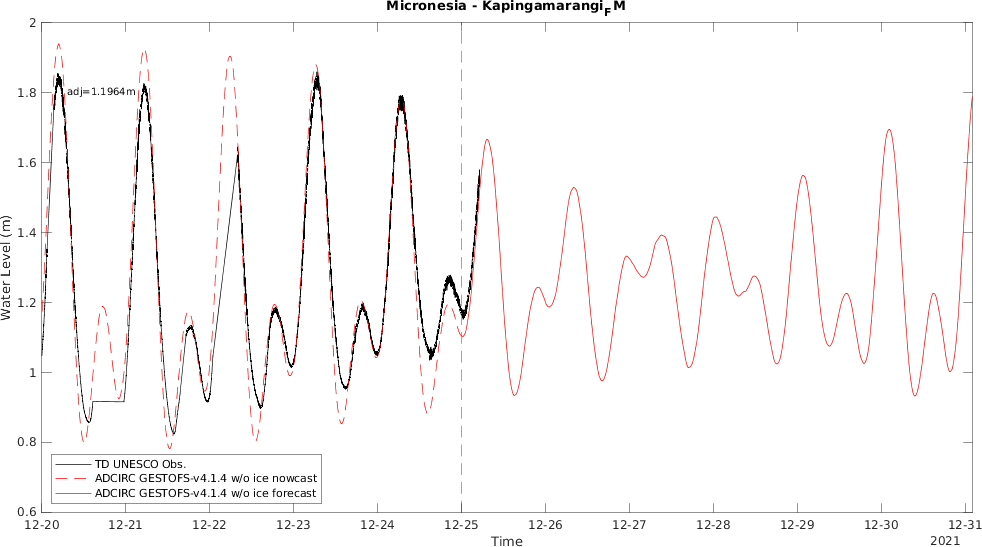 Micronesia - Kapingamarangi_FM
2
1.8
1.6
1.4
1.2
1
0.8
0.6
Water Level (m)
adj=1.1964m
TD UNESCO Obs.
ADCIRC GESTOFS-v4.1.4 w/o ice nowcast
ADCIRC GESTOFS-v4.1.4 w/o ice forecast
12-20 12-21 12-22 12-23 12-24 12-25 12-26 12-27 12-28 12-29 12-30 12-31
Time
2021